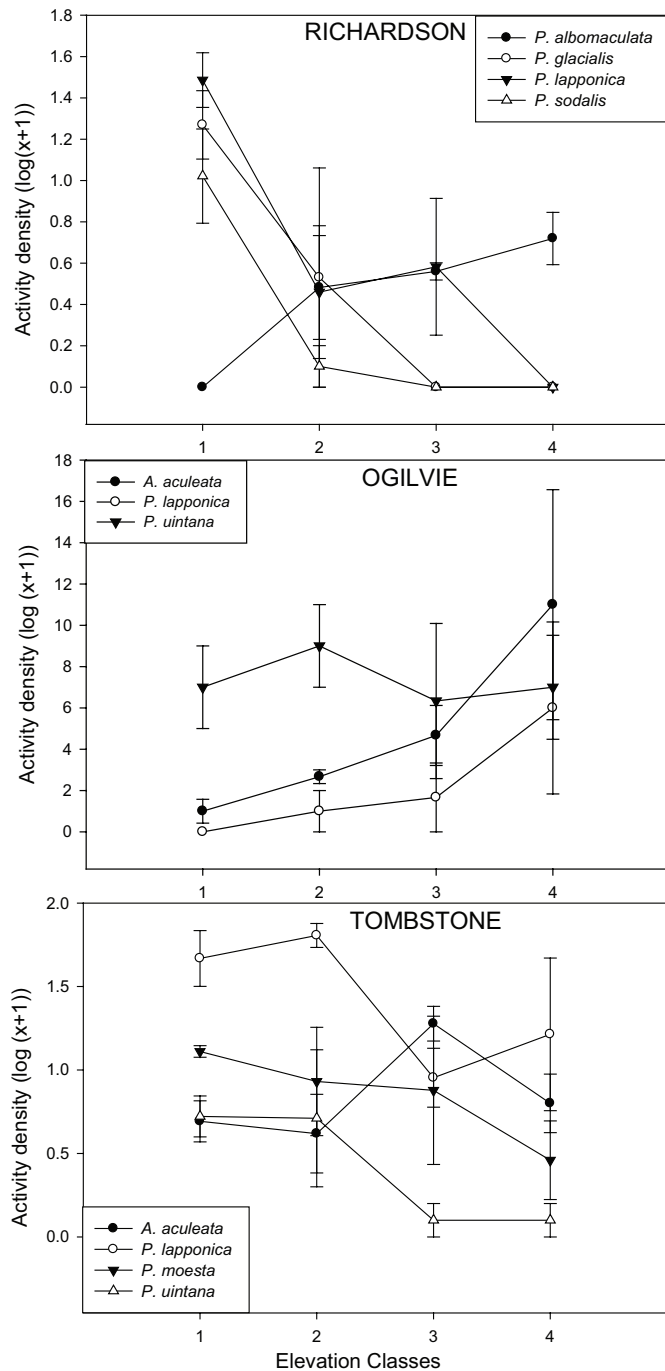 RICHARDSON
P. albomaculata
P. glacialis
P. lapponica
P. sodalis
Activity density (log(x+1))
1.8
1.6
1.4
1.2
1.0
0.8
0.6
0.4
0.2
0.0
1 2 3 4
OGILVIE
A. aculeata
P. lapponica
P. uintana
Activity density (log (x+1))
18
16
14
12
10
8
6
4
2
0
1 2 3 4
TOMBSTONE
Activity density (log (x+1))
2.0
1.5
1.0
0.5
0.0
A. aculeata
P. lapponica
P. moesta
P. uintana
1 2 3 4
Elevation Classes